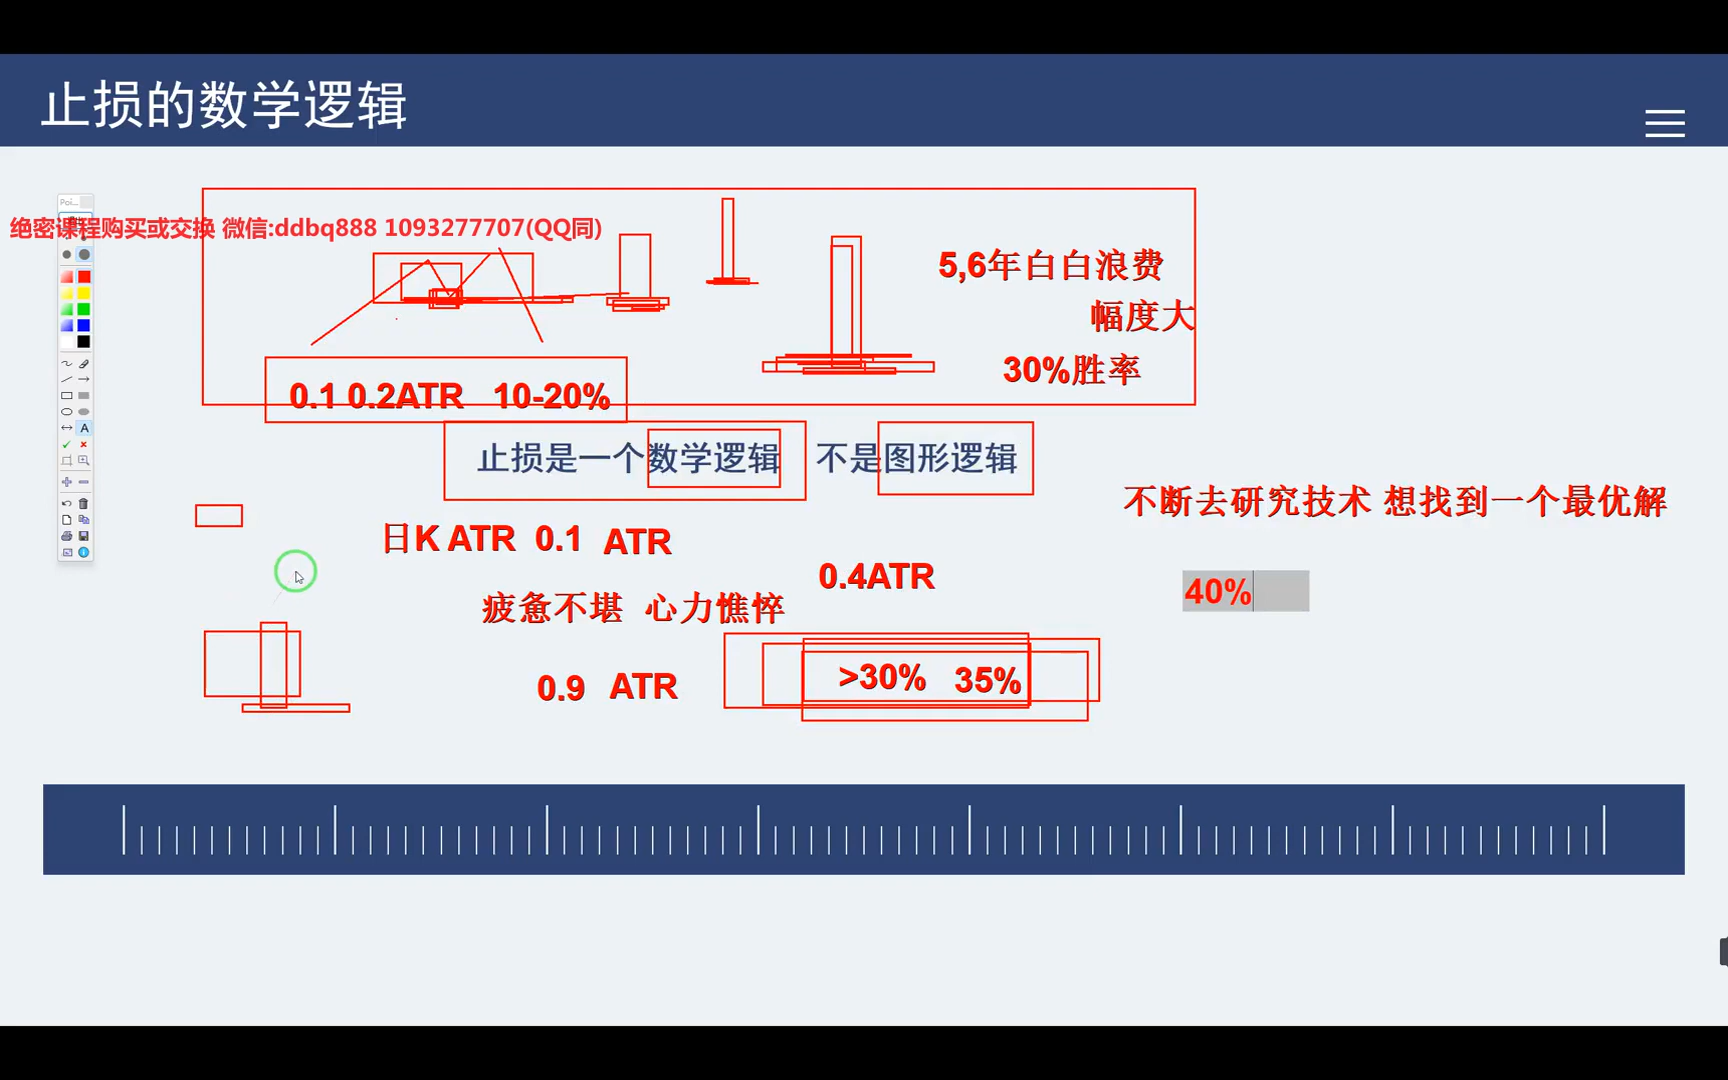 止损的数学逻辑
Poi...
绝密课程购买或交换 微信:ddbq888 1093277707(QQ同)
5,6年白白浪费
幅度大
30%胜率
0.1 0.2ATR 10-20%
止损是一个数学逻辑 不是图形逻辑
不断去研究技术 想找到一个最优解
日K ATR 0.1 ATR
0.4ATR
40%
疲惫不堪 心力憔悴
>30% 35%
0.9 ATR